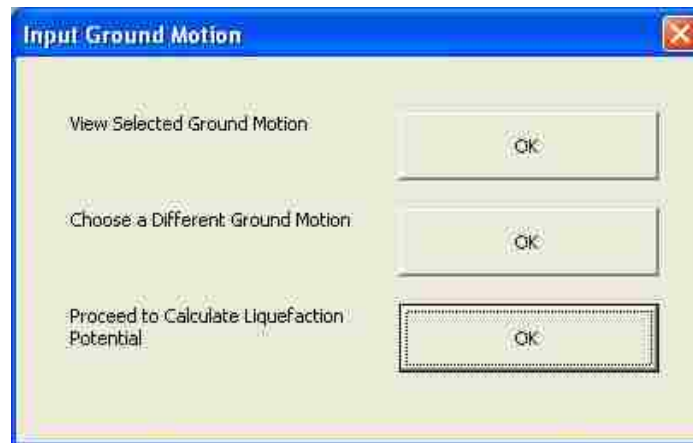 Input Ground Motion
View Selected Ground Motion
OK
Choose a Different Ground Motion
OK
Proceed to Calculate Liquefaction
Potential
OK